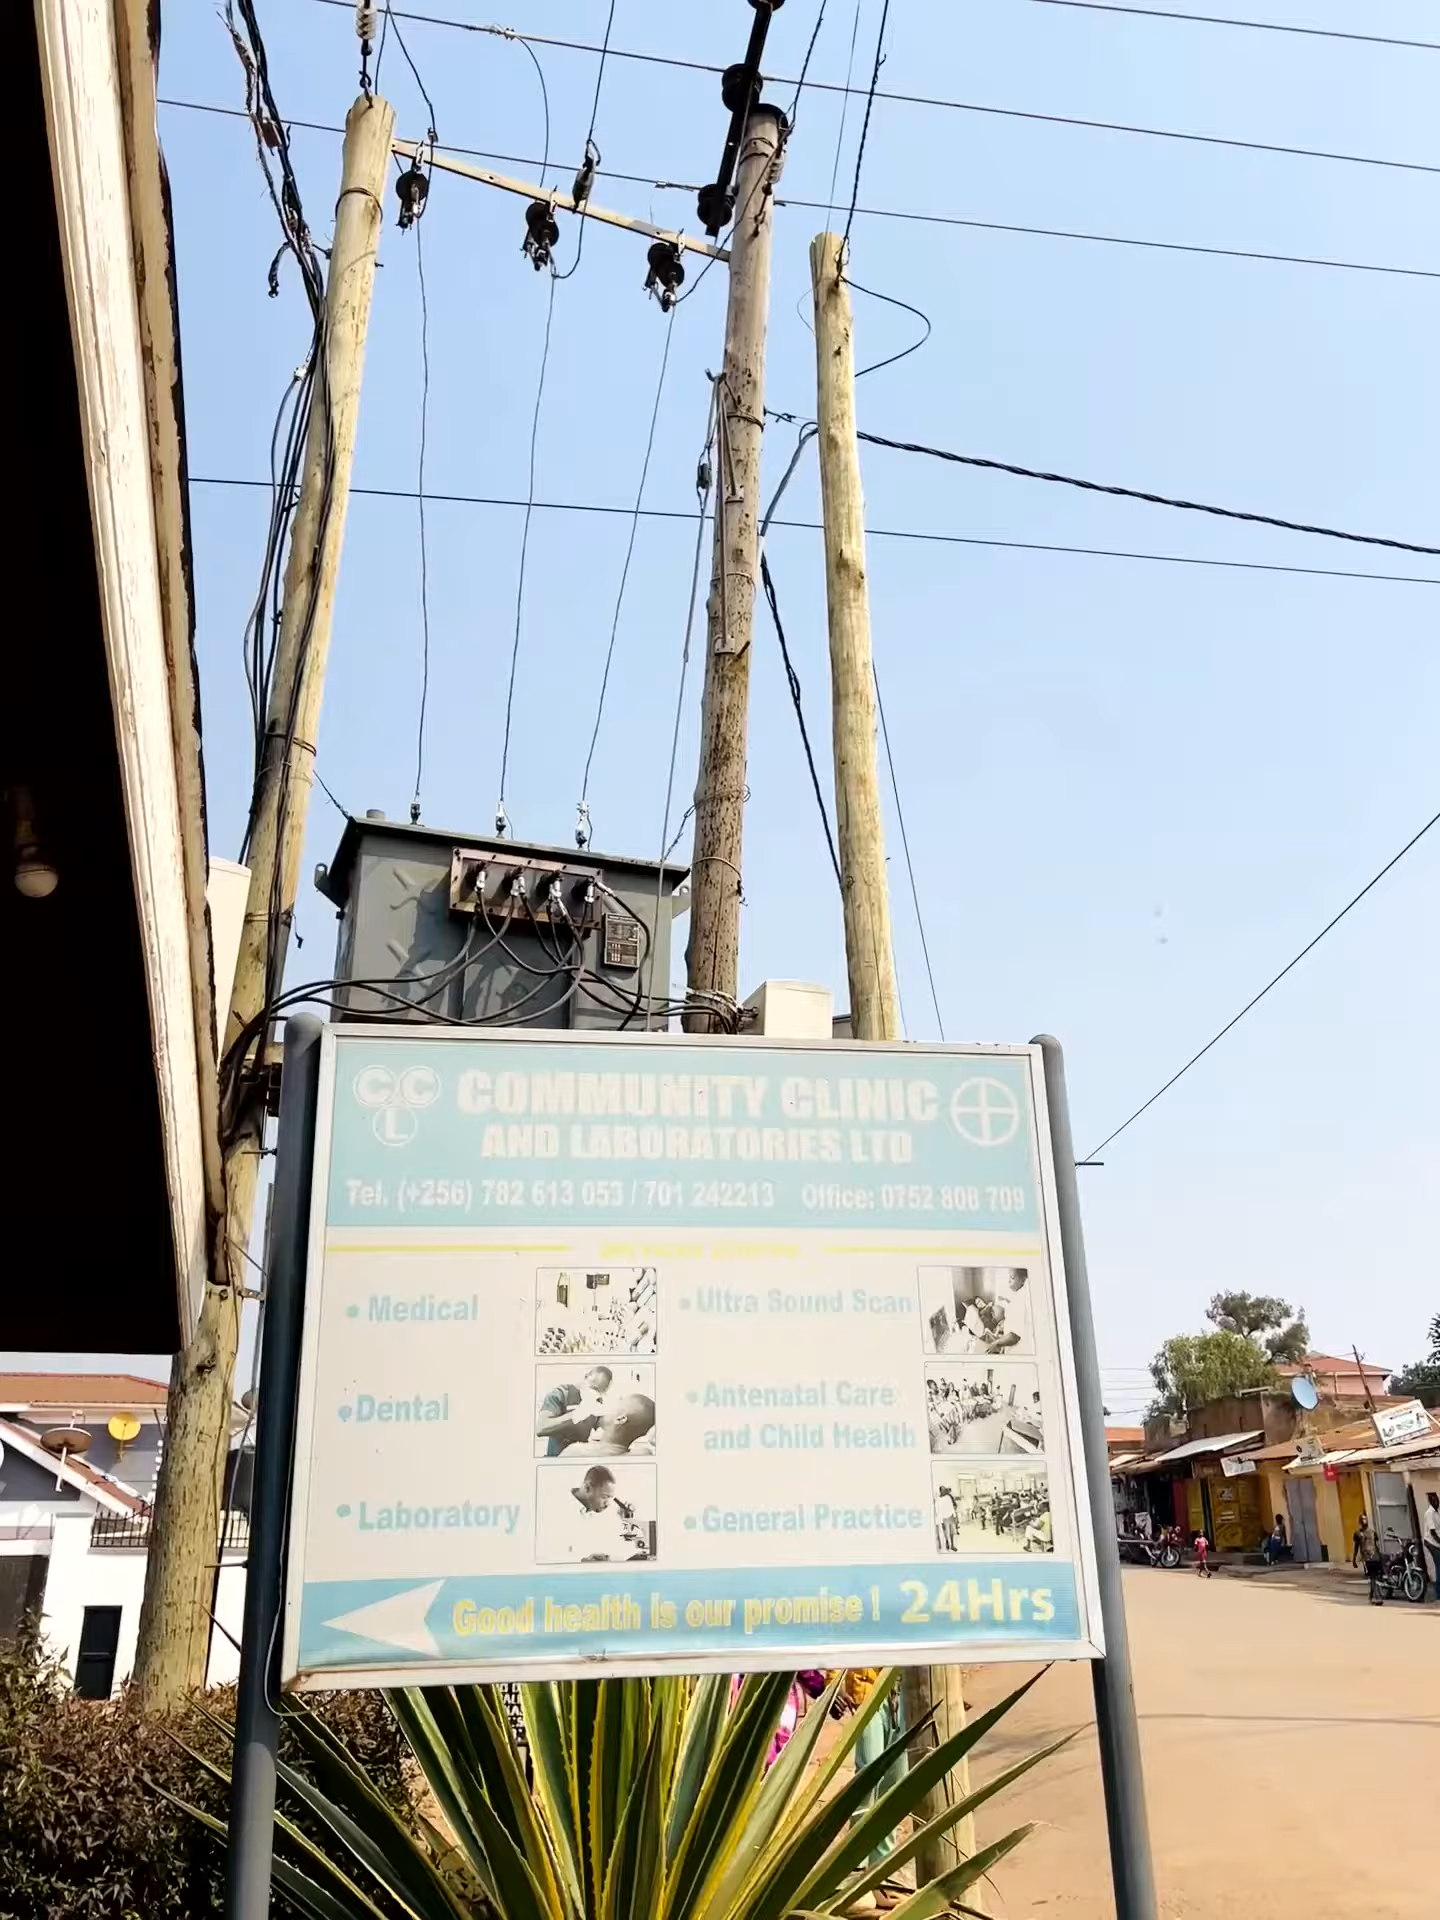 CCL
COMMUNITY CLINIC
AND LABORATORIES LTD
Tel. (+256) 782 613 053 / 701 242213 Office: 0752 808 709
• Medical
• Ultra Sound Scan
• Dental
• Antenatal Care
and Child Health
• Laboratory
• General Practice
Good health is our promise! 24Hrs